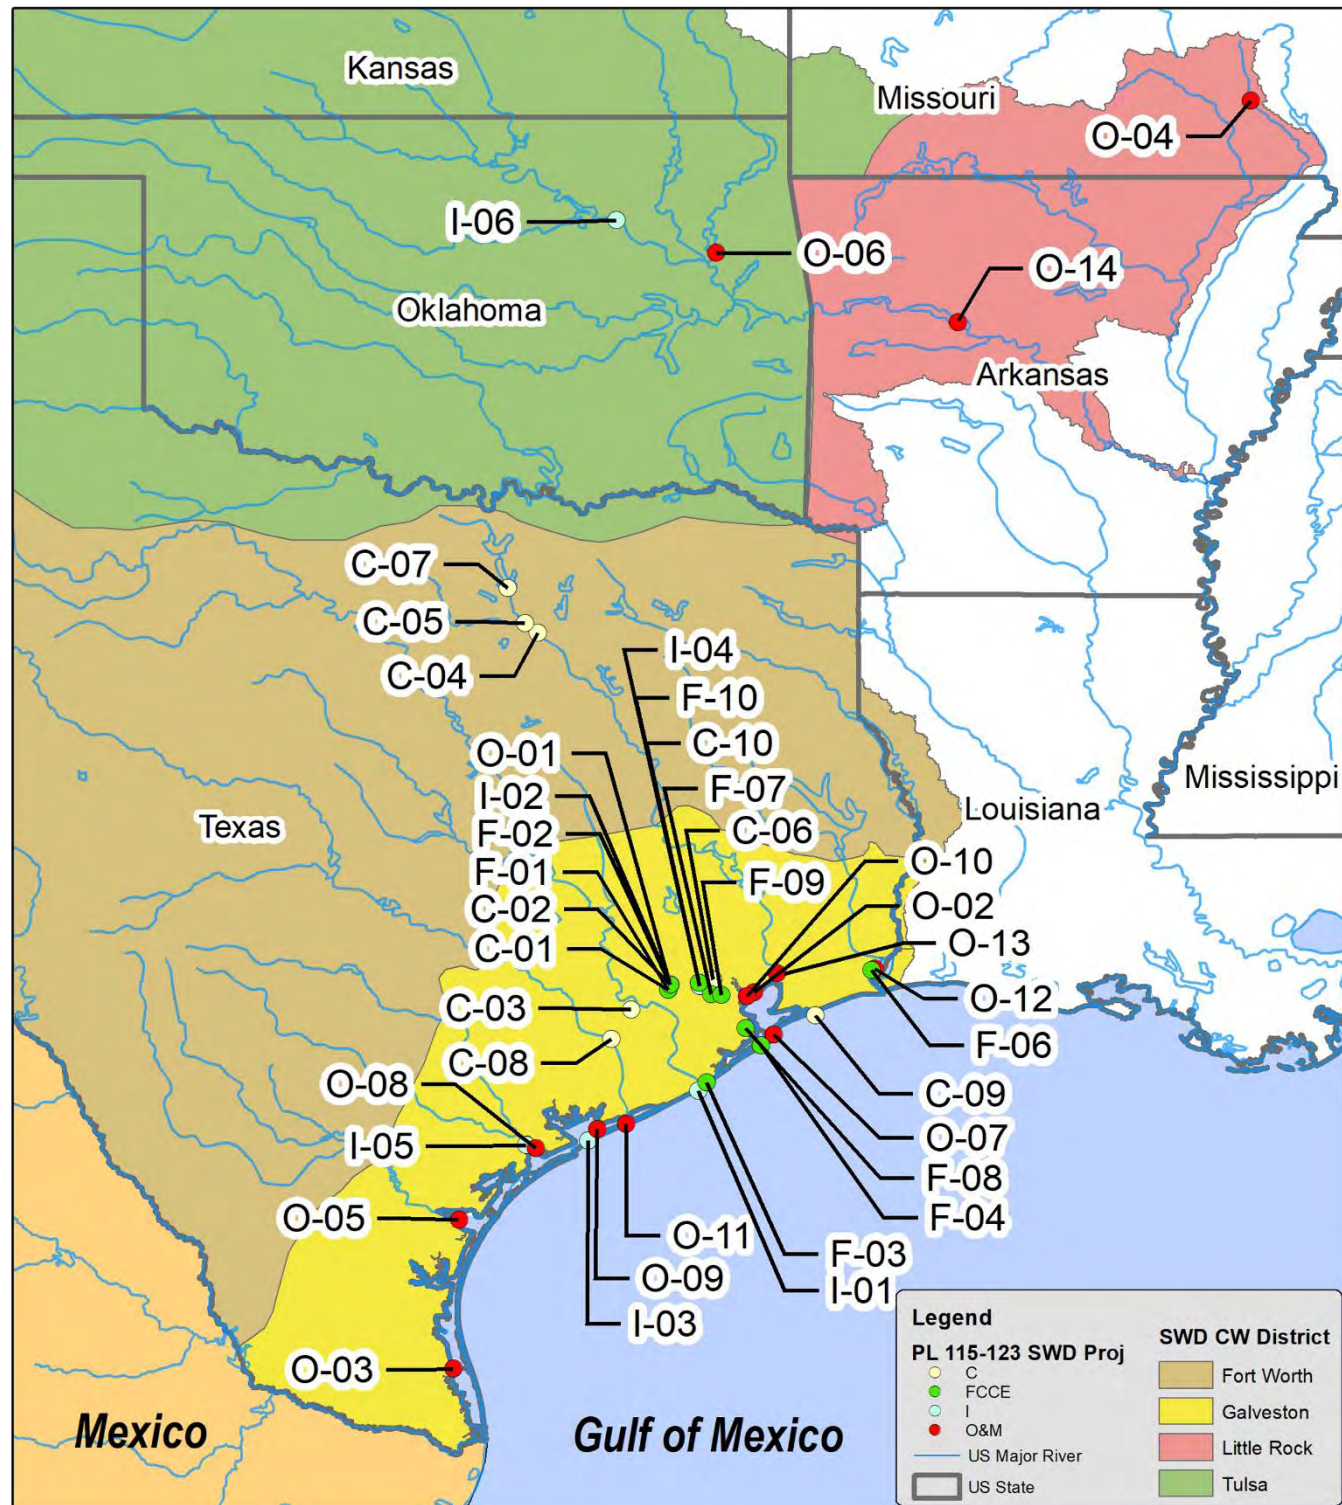 Kansas
Missouri
O-04
I-06
O-06
O-14
Oklahoma
Arkansas
C-07
C-05
C-04
I-04
F-10
C-10
F-07
C-06
F-09
O-01
I-02
F-02
F-01
C-02
C-01
Texas
Louisiana
Mississippi
O-10
O-02
O-13
O-12
F-06
C-03
C-08
C-09
O-07
F-08
F-04
O-08
I-05
O-05
O-11
O-09
I-03
F-03
I-01
O-03
Mexico
Gulf of Mexico
Legend
PL 115-123 SWD Proj
C
FCCE
I
O&M
US Major River
US State
SWD CW District
Fort Worth
Galveston
Little Rock
Tulsa